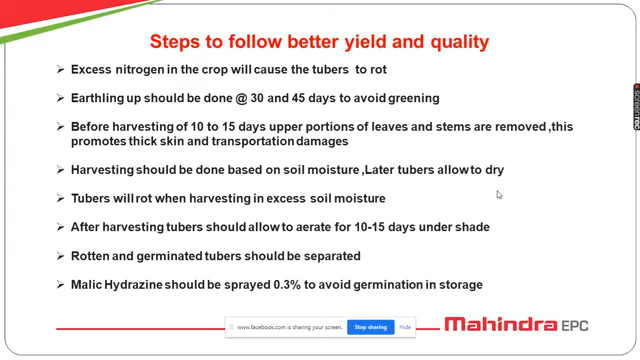 Steps to follow better yield and quality
➢ Excess nitrogen in the crop will cause the tubers to rot
➢ Earthling up should be done @ 30 and 45 days to avoid greening
➢ Before harvesting of 10 to 15 days upper portions of leaves and stems are removed ,this
promotes thick skin and transportation damages
➢ Harvesting should be done based on soil moisture ,Later tubers allow to dry
➢ Tubers will rot when harvesting in excess soil moisture
➢ After harvesting tubers should allow to aerate for 10-15 days under shade
➢ Rotten and germinated tubers should be separated
➢ Malic Hydrazine should be sprayed 0.3% to avoid germination in storage
www.facebook.com is sharing your screen. Stop sharing Hide
Mahindra EPC